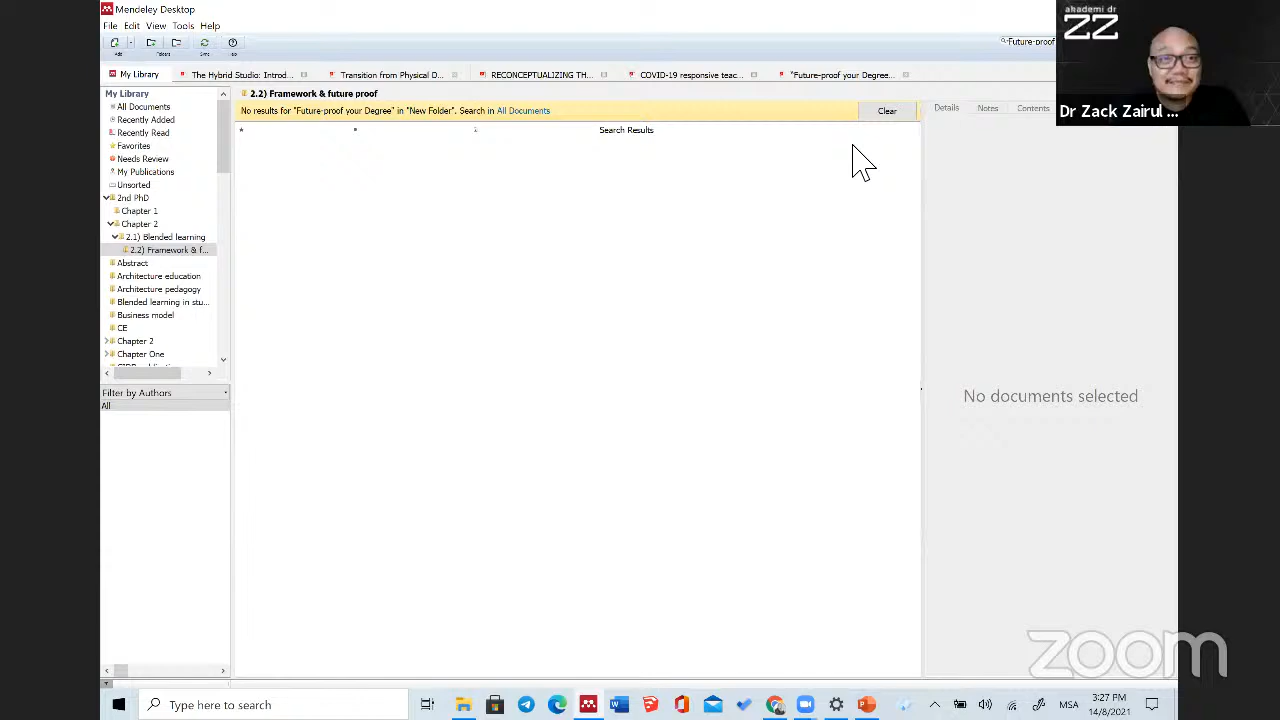 Mendeley Desktop
File Edit View Tools Help
Add Folders Sync Help
Future-proof
My Library
The Hybrid Studio: Introd...
Transition from Physical D...
RECONCEPTUALIZING TH...
COVID-19 responsive teac...
"Future-proof your Degree...
My Library
All Documents
Recently Added
Recently Read
Favorites
Needs Review
My Publications
Unsorted
2nd PhD
Chapter 1
Chapter 2
2.1) Blended learning
2.2) Framework & f...
Abstract
Architecture education
Architecture pedagogy
Blended learning in stu...
Business model
CE
Chapter 2
Chapter One
Filter by Authors
All
2.2) Framework & future proof
No results for "Future-proof your Degree" in "New Folder". Search in All Documents
Clear
Search Results
Details Notes Contents
No documents selected
akademi dr
ZZ
Dr Zack Zairul ...
zoom
Type here to search
MSA
3:27 PM
14/8/2021